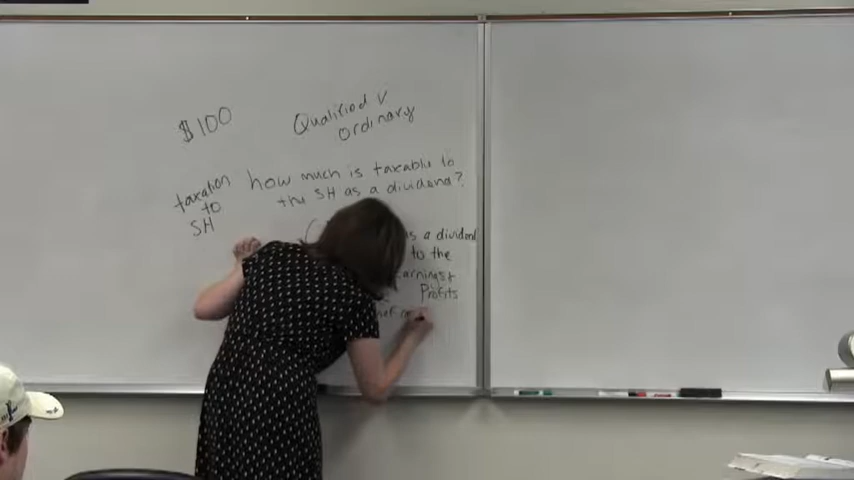 $100
Qualified v
Ordinary
taxation
to
SH
how much is taxable to
the SH as a dividend?
as a dividend
to the
earnings &
Profits